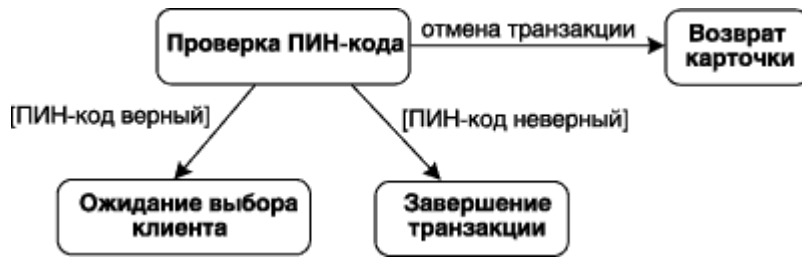 Проверка ПИН-кода
отмена транзакции
Возврат
карточки
[ПИН-код верный]
[ПИН-код неверный]
Ожидание выбора
клиента
Завершение
транзакции